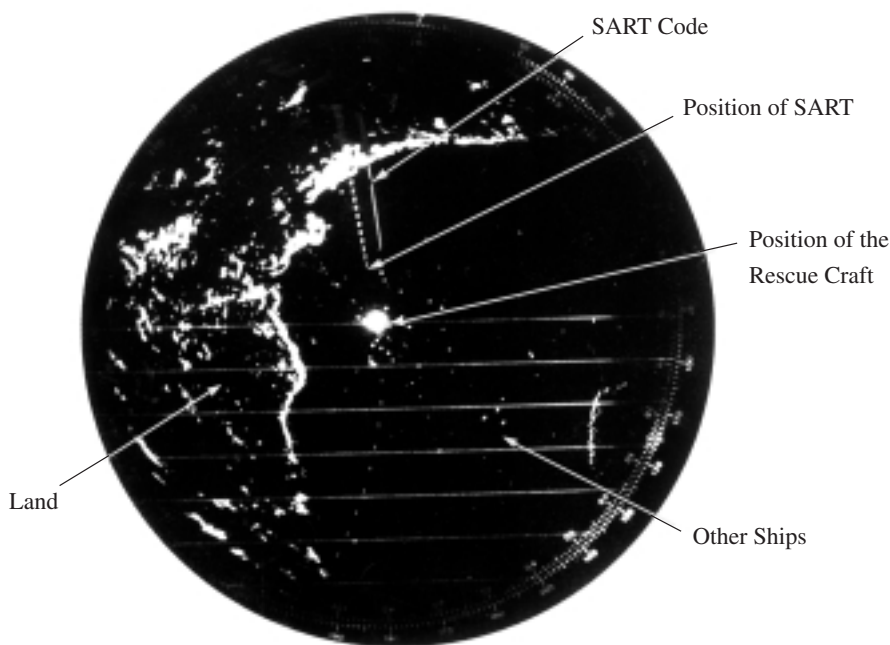 SART Code
Position of SART
Position of the
Rescue Craft
Land
Other Ships